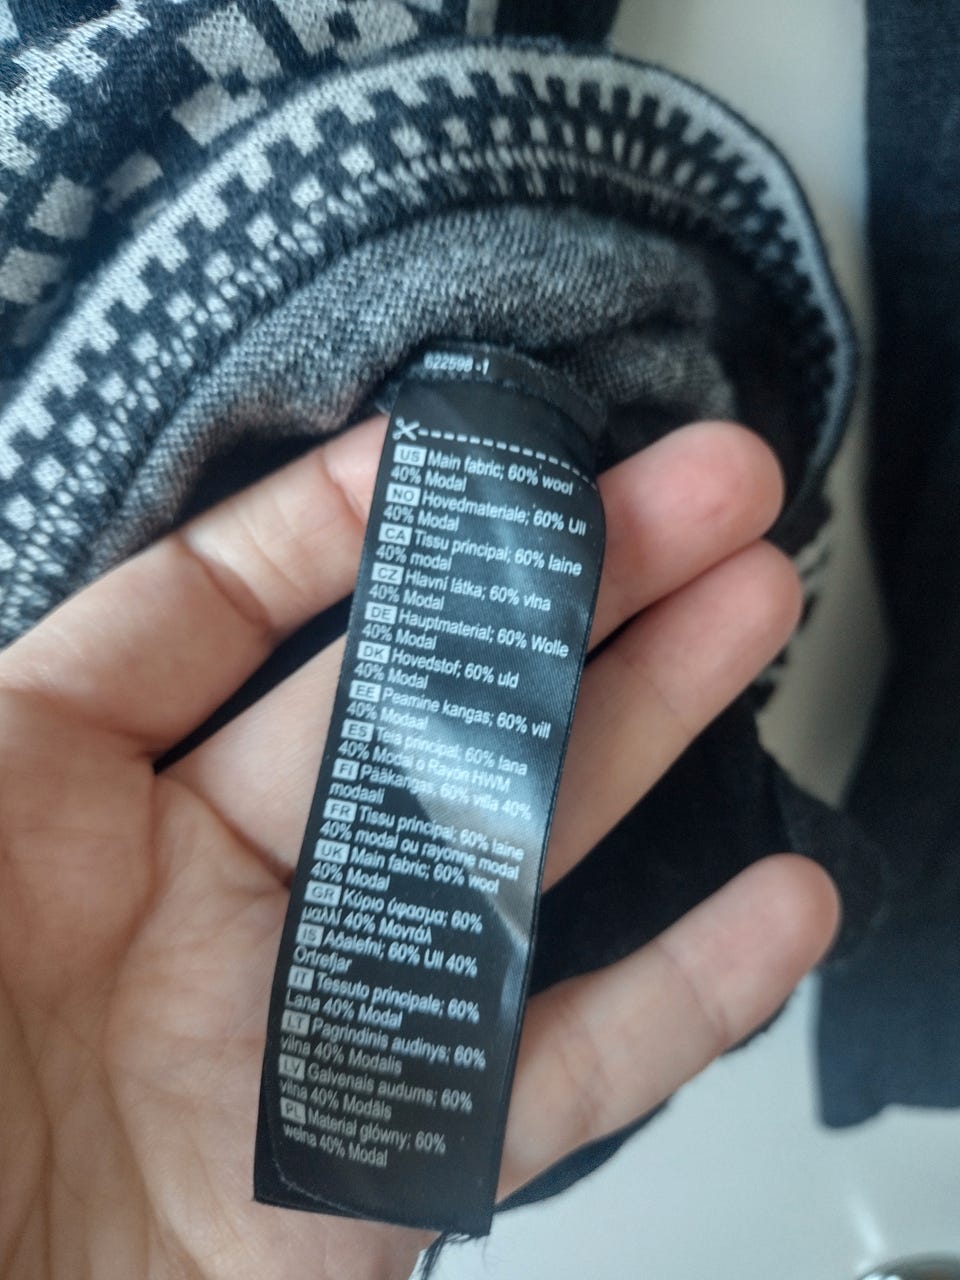 622598-1
US Main fabric; 60% wool
40% Modal
NO Hovedmateriale; 60% Ull
40% Modal
CA Tissu principal; 60% laine
40% modal
CZ Hlavní látka; 60% vlna
40% Modal
DE Hauptmaterial; 60% Wolle
40% Modal
DK Hovedstof; 60% uld
40% Modal
EE Peamine kangas; 60% vill
40% Modaal
ES Tela principal; 60% lana
40% Modal o Rayón HWM
FI Pääkangas; 60% villa 40%
modaali
FR Tissu principal; 60% laine
40% modal ou rayonne modal
UK Main fabric; 60% wool
40% Modal
GR Κύριο ύφασμα; 60%
μαλλί 40% Μοντάλ
IS Aðalefni; 60% Ull 40%
Ortrefjar
IT Tessuto principale; 60%
Lana 40% Modal
LT Pagrindinis audinys; 60%
vilna 40% Modalis
LV Galvenais audums; 60%
vilna 40% Modāls
PL Materiał główny; 60%
wełna 40% Modal